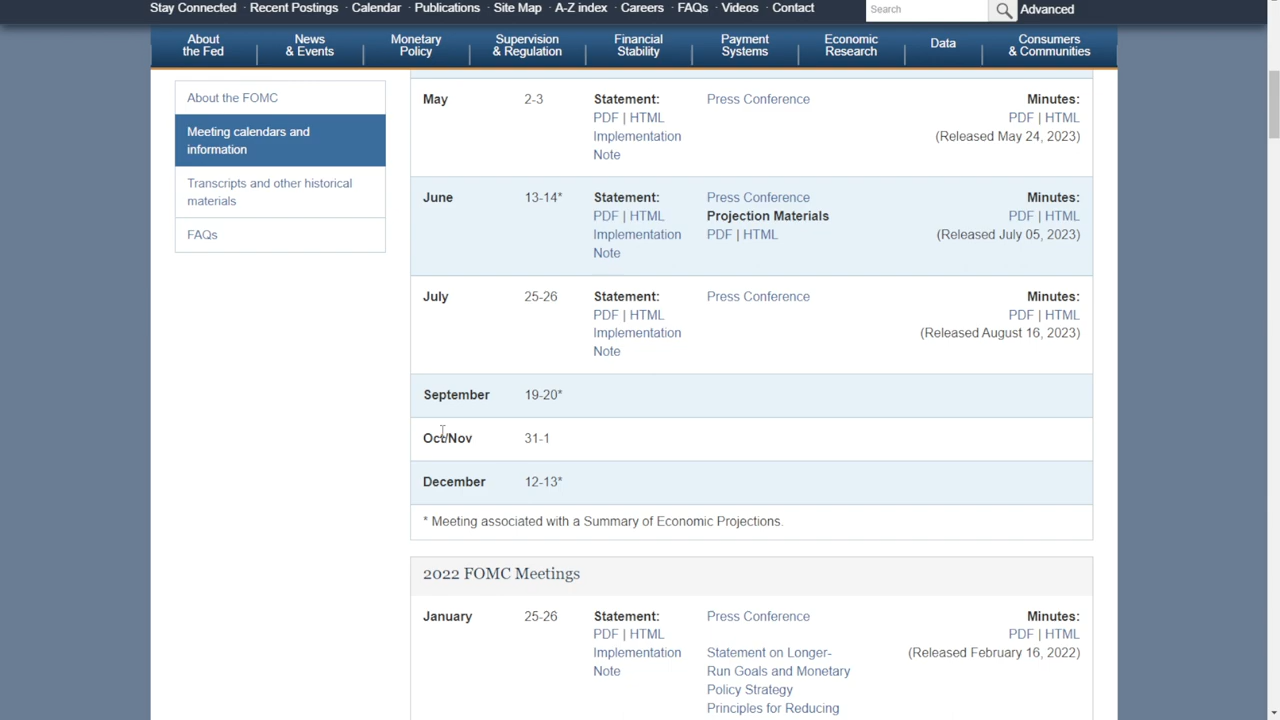 Stay Connected · Recent Postings · Calendar · Publications · Site Map · A-Z index · Careers · FAQs · Videos · Contact
Search
Advanced
About
the Fed
News
& Events
Monetary
Policy
Supervision
& Regulation
Financial
Stability
Payment
Systems
Economic
Research
Data
Consumers
& Communities
About the FOMC
Meeting calendars and
information
Transcripts and other historical
materials
FAQs
May 2-3 Statement: Press Conference Minutes:
PDF | HTML PDF | HTML
Implementation (Released May 24, 2023)
Note
June 13-14* Statement: Press Conference Minutes:
PDF | HTML Projection Materials PDF | HTML
Implementation PDF | HTML (Released July 05, 2023)
Note
July 25-26 Statement: Press Conference Minutes:
PDF | HTML PDF | HTML
Implementation (Released August 16, 2023)
Note
September 19-20*
Oct/Nov 31-1
December 12-13*
* Meeting associated with a Summary of Economic Projections.
2022 FOMC Meetings
January 25-26 Statement: Press Conference Minutes:
PDF | HTML PDF | HTML
Implementation Statement on Longer- (Released February 16, 2022)
Note Run Goals and Monetary
Policy Strategy
Principles for Reducing